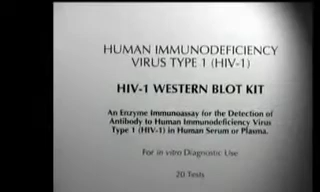 HUMAN IMMUNODEFICIENCY
VIRUS TYPE 1 (HIV-1)
HIV-1 WESTERN BLOT KIT
An Enzyme Immunoassay for the Detection of
Antibody to Human Immunodeficiency Virus
Type 1 (HIV-1) in Human Serum or Plasma.
For in vitro Diagnostic Use
20 Tests